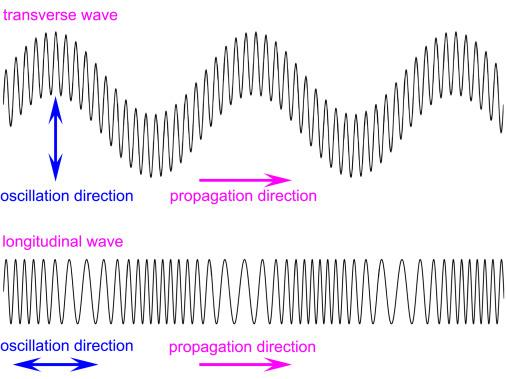 transverse wave
oscillation direction
propagation direction
longitudinal wave
oscillation direction
propagation direction